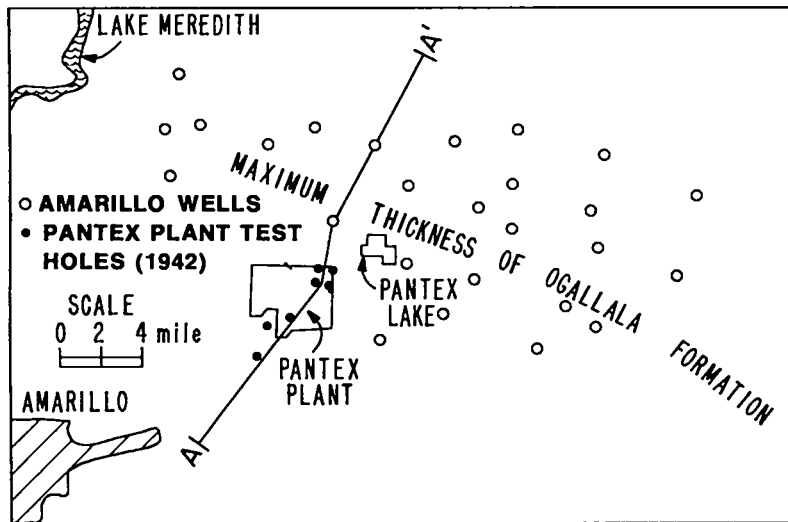 LAKE MEREDITH
A'
MAXIMUM THICKNESS OF OGALLALA FORMATION
○ AMARILLO WELLS
● PANTEX PLANT TEST
HOLES (1942)
SCALE
0 2 4 mile
PANTEX
LAKE
PANTEX
PLANT
AMARILLO
A